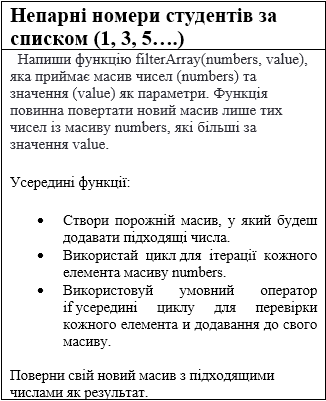 Непарні номери студентів за
списком (1, 3, 5….)
Напиши функцію filterArray(numbers, value),
яка приймає масив чисел (numbers) та
значення (value) як параметри. Функція
повинна повертати новий масив лише тих
чисел із масиву numbers, які більші за
значення value.
Усередині функції:
• Створи порожній масив, у який будеш
додавати підходящі числа.
• Використай цикл для ітерації кожного
елемента масиву numbers.
• Використовуй умовний оператор
if усередині циклу для перевірки
кожного елемента и додавання до свого
масиву.
Поверни свій новий масив з підходящими
числами як результат.